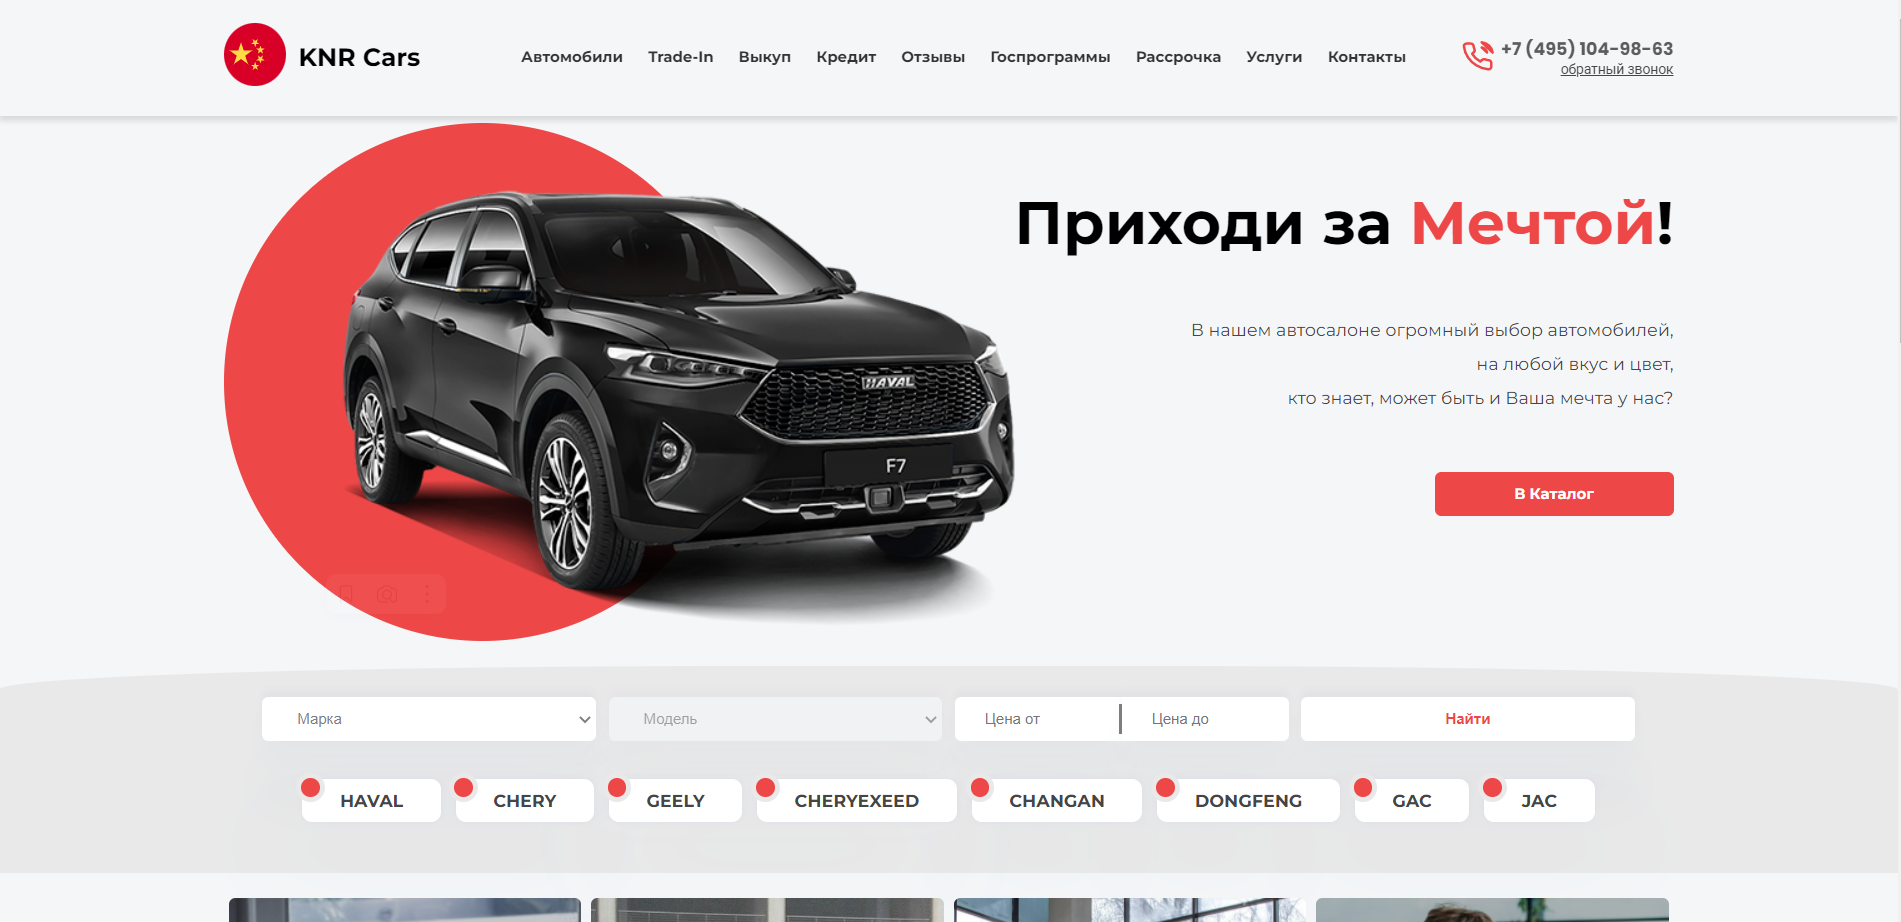 KNR Cars
Автомобили Trade-In Выкуп Кредит Отзывы Госпрограммы Рассрочка Услуги Контакты
+7 (495) 104-98-63
обратный звонок
Приходи за Мечтой!
В нашем автосалоне огромный выбор автомобилей,
на любой вкус и цвет,
кто знает, может быть и Ваша мечта у нас?
HAVAL
F7
В Каталог
Марка Модель Цена от Цена до Найти
HAVAL CHERY GEELY CHERYEXEED CHANGAN DONGFENG GAC JAC